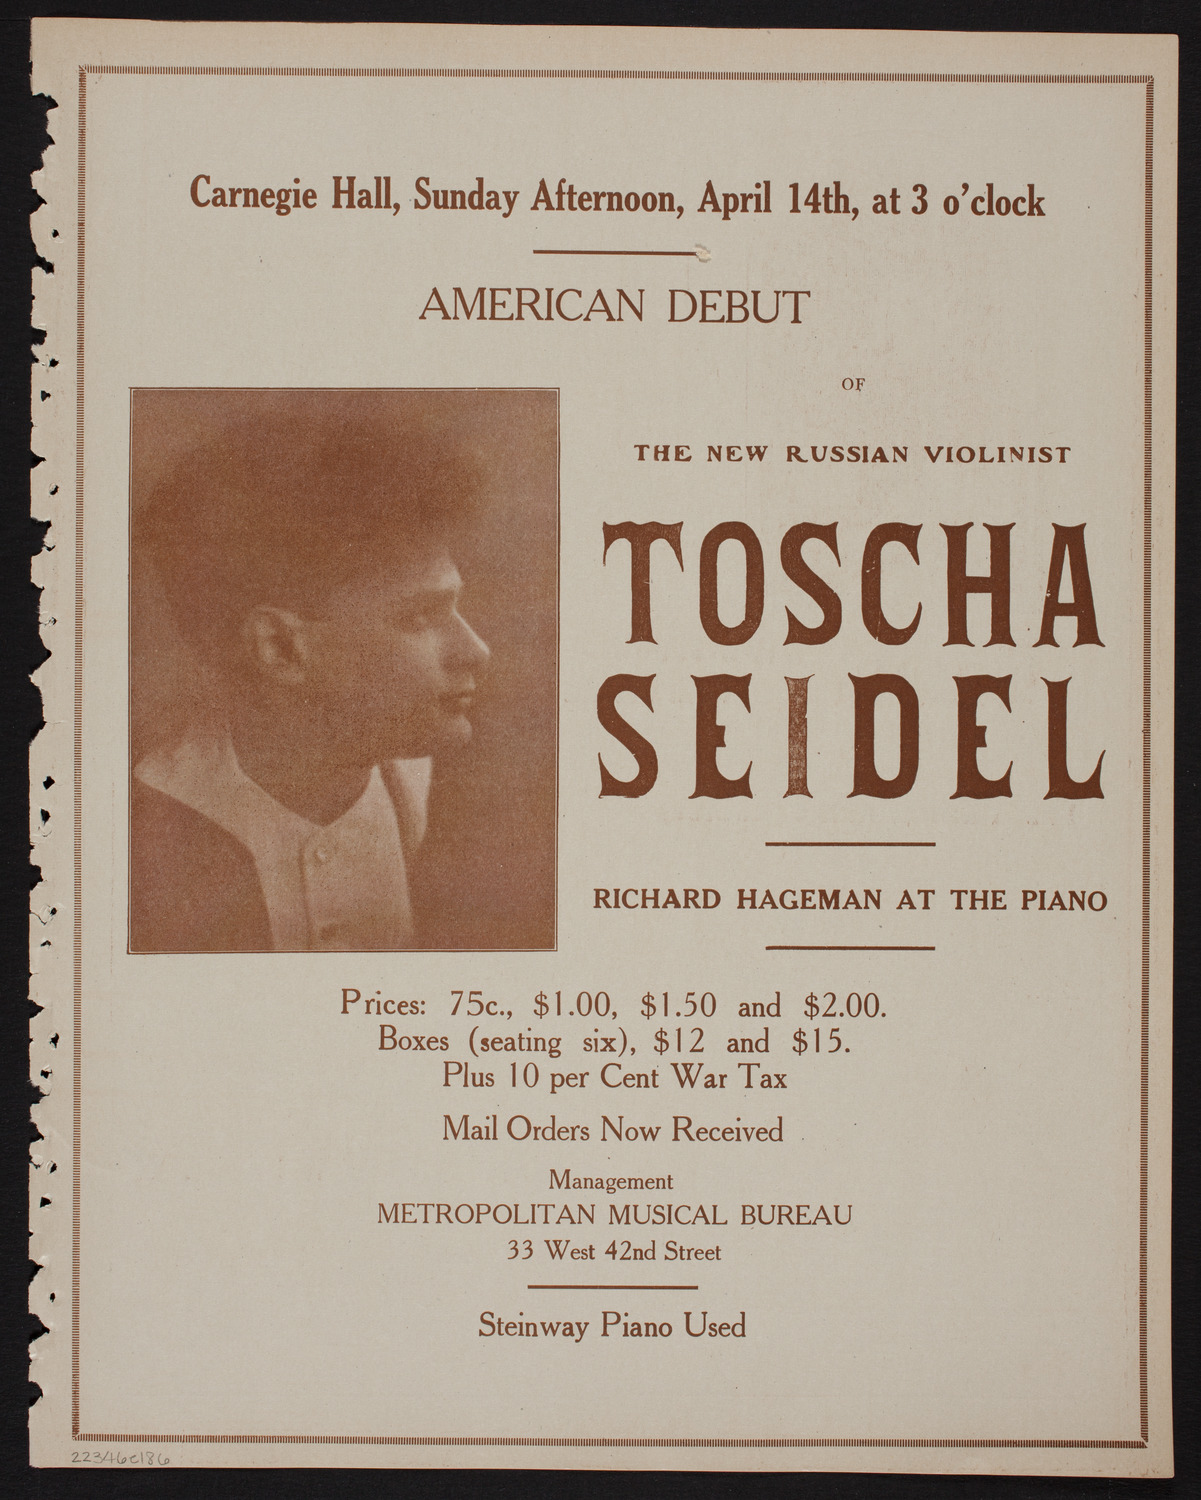 Carnegie Hall, Sunday Afternoon, April 14th, at 3 o'clock
AMERICAN DEBUT
OF
THE NEW RUSSIAN VIOLINIST
TOSCHA
SEIDEL
RICHARD HAGEMAN AT THE PIANO
Prices: 75c., $1.00, $1.50 and $2.00.
Boxes (seating six), $12 and $15.
Plus 10 per Cent War Tax
Mail Orders Now Received
Management
METROPOLITAN MUSICAL BUREAU
33 West 42nd Street
Steinway Piano Used
22346c186